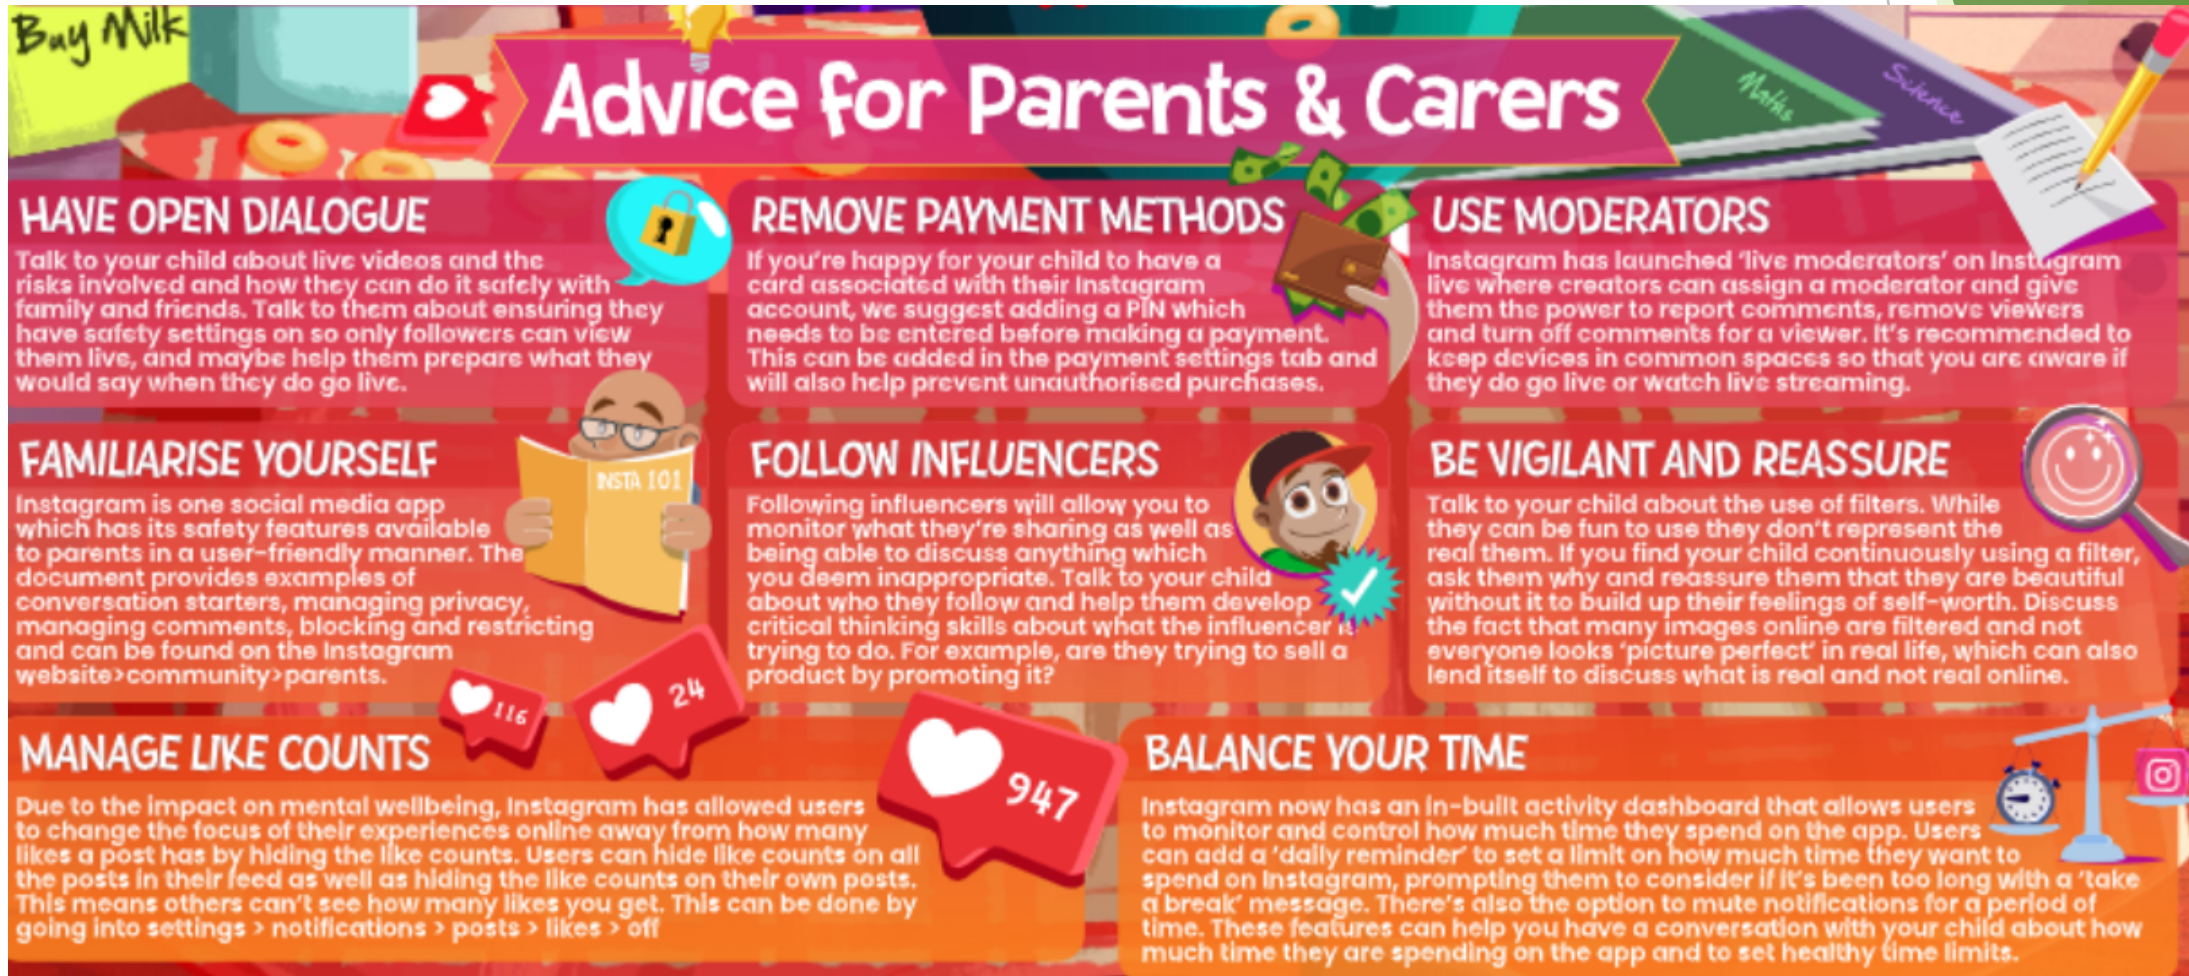 Buy Milk
Advice for Parents & Carers
Maths
Science
HAVE OPEN DIALOGUE
Talk to your child about live videos and the
risks involved and how they can do it safely with
family and friends. Talk to them about ensuring they
have safety settings on so only followers can view
them live, and maybe help them prepare what they
would say when they do go live.
REMOVE PAYMENT METHODS
If you're happy for your child to have a
card associated with their Instagram
account, we suggest adding a PIN which
needs to be entered before making a payment.
This can be added in the payment settings tab and
will also help prevent unauthorised purchases.
USE MODERATORS
Instagram has launched 'live moderators' on Instagram
live where creators can assign a moderator and give
them the power to report comments, remove viewers
and turn off comments for a viewer. It's recommended to
keep devices in common spaces so that you are aware if
they do go live or watch live streaming.
FAMILIARISE YOURSELF
Instagram is one social media app
which has its safety features available
to parents in a user-friendly manner. The
document provides examples of
conversation starters, managing privacy,
managing comments, blocking and restricting
and can be found on the Instagram
website>community>parents.
INSTA 101
FOLLOW INFLUENCERS
Following influencers will allow you to
monitor what they're sharing as well as
being able to discuss anything which
you deem inappropriate. Talk to your child
about who they follow and help them develop
critical thinking skills about what the influencer is
trying to do. For example, are they trying to sell a
product by promoting it?
BE VIGILANT AND REASSURE
Talk to your child about the use of filters. While
they can be fun to use they don't represent the
real them. If you find your child continuously using a filter,
ask them why and reassure them that they are beautiful
without it to build up their feelings of self-worth. Discuss
the fact that many images online are filtered and not
everyone looks 'picture perfect' in real life, which can also
lend itself to discuss what is real and not real online.
MANAGE LIKE COUNTS
116
24
947
Due to the impact on mental wellbeing, Instagram has allowed users
to change the focus of their experiences online away from how many
likes a post has by hiding the like counts. Users can hide like counts on all
the posts in their feed as well as hiding the like counts on their own posts.
This means others can't see how many likes you get. This can be done by
going into settings > notifications > posts > likes > off
BALANCE YOUR TIME
Instagram now has an in-built activity dashboard that allows users
to monitor and control how much time they spend on the app. Users
can add a 'daily reminder' to set a limit on how much time they want to
spend on Instagram, prompting them to consider if it's been too long with a 'take
a break' message. There's also the option to mute notifications for a period of
time. These features can help you have a conversation with your child about how
much time they are spending on the app and to set healthy time limits.